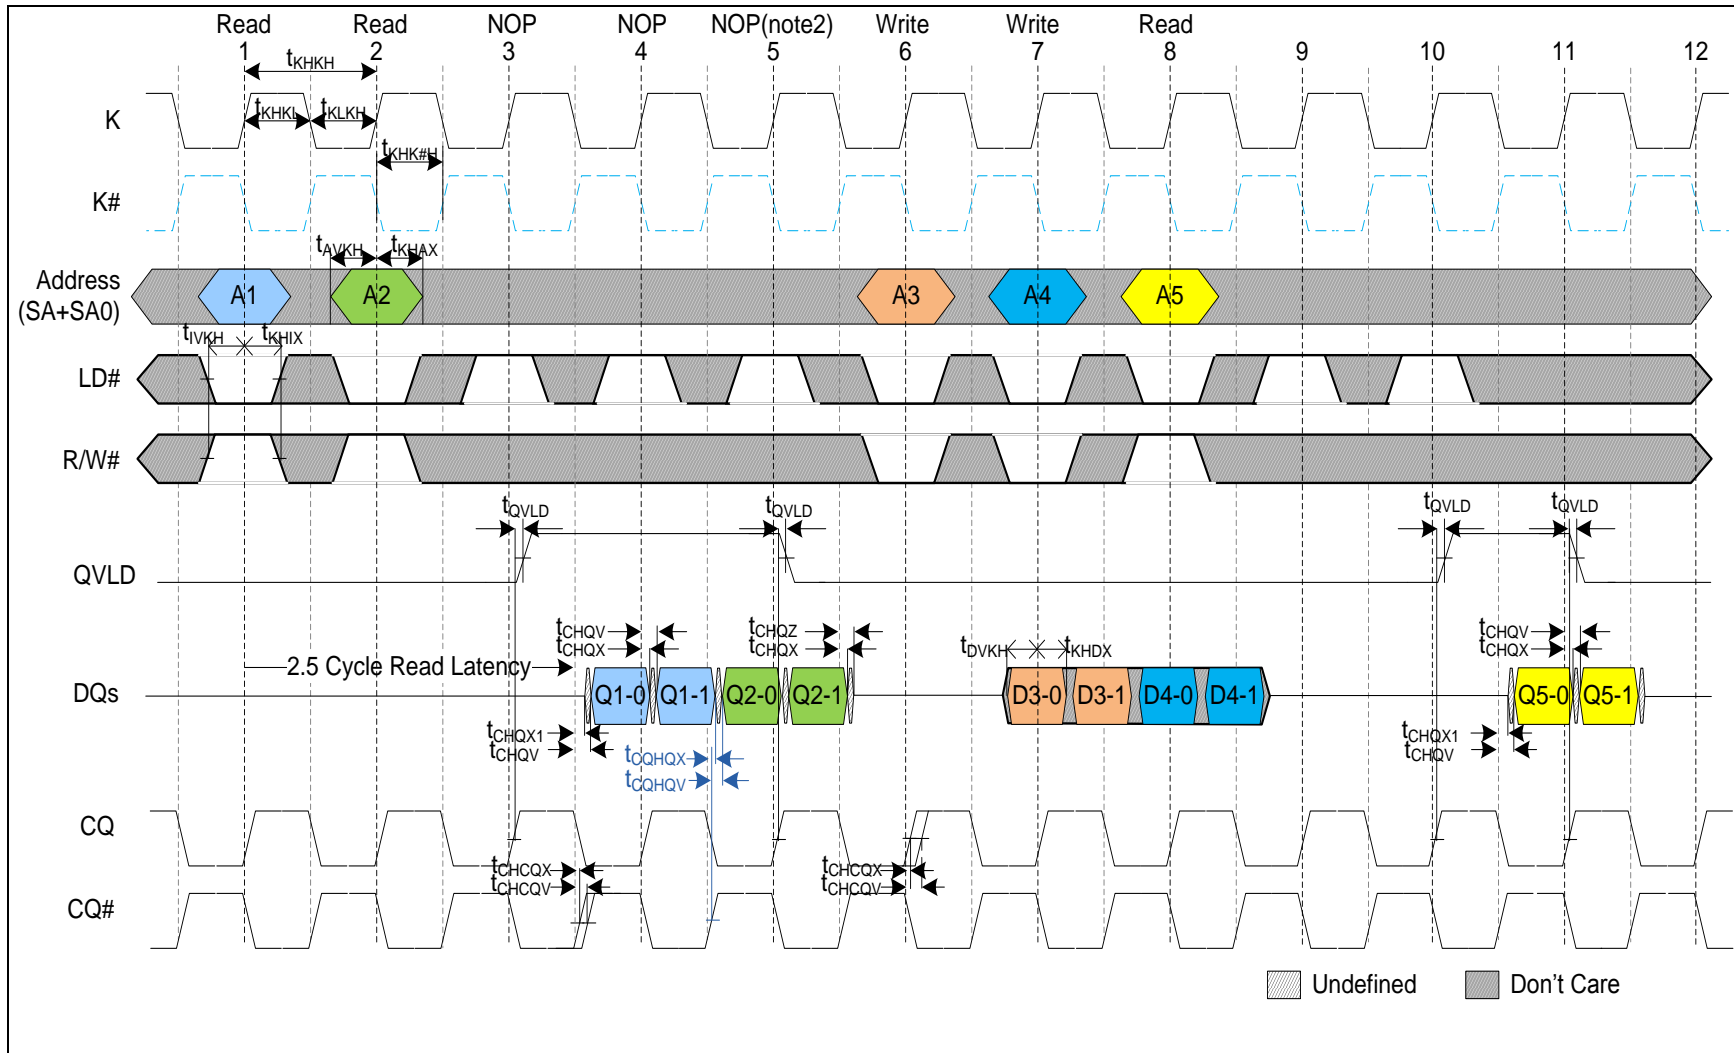 Read Read NOP NOP NOP(note2) Write Write Read
1 2 3 4 5 6 7 8 9 10 11 12
tKHKH
K tKHKL tKLKH
tKHK#H
K#
tAVKH tKHAX
Address
(SA+SA0)
A1 A2 A3 A4 A5
tIVKH tKHIX
LD#
R/W#
tQVLD tQVLD tQVLD tQVLD
QVLD
tCHQV tCHQZ tCHQV
tCHQX tCHQX tDVKH tKHDX tCHQX
2.5 Cycle Read Latency
DQs Q1-0 Q1-1 Q2-0 Q2-1 D3-0 D3-1 D4-0 D4-1 Q5-0 Q5-1
tCHQX1 tCHQX1
tCHQV tCQHQX tCHQV
tCQHQV
CQ
tCHCQX tCHCQX
tCHCQV tCHCQV
CQ#
Undefined Don't Care